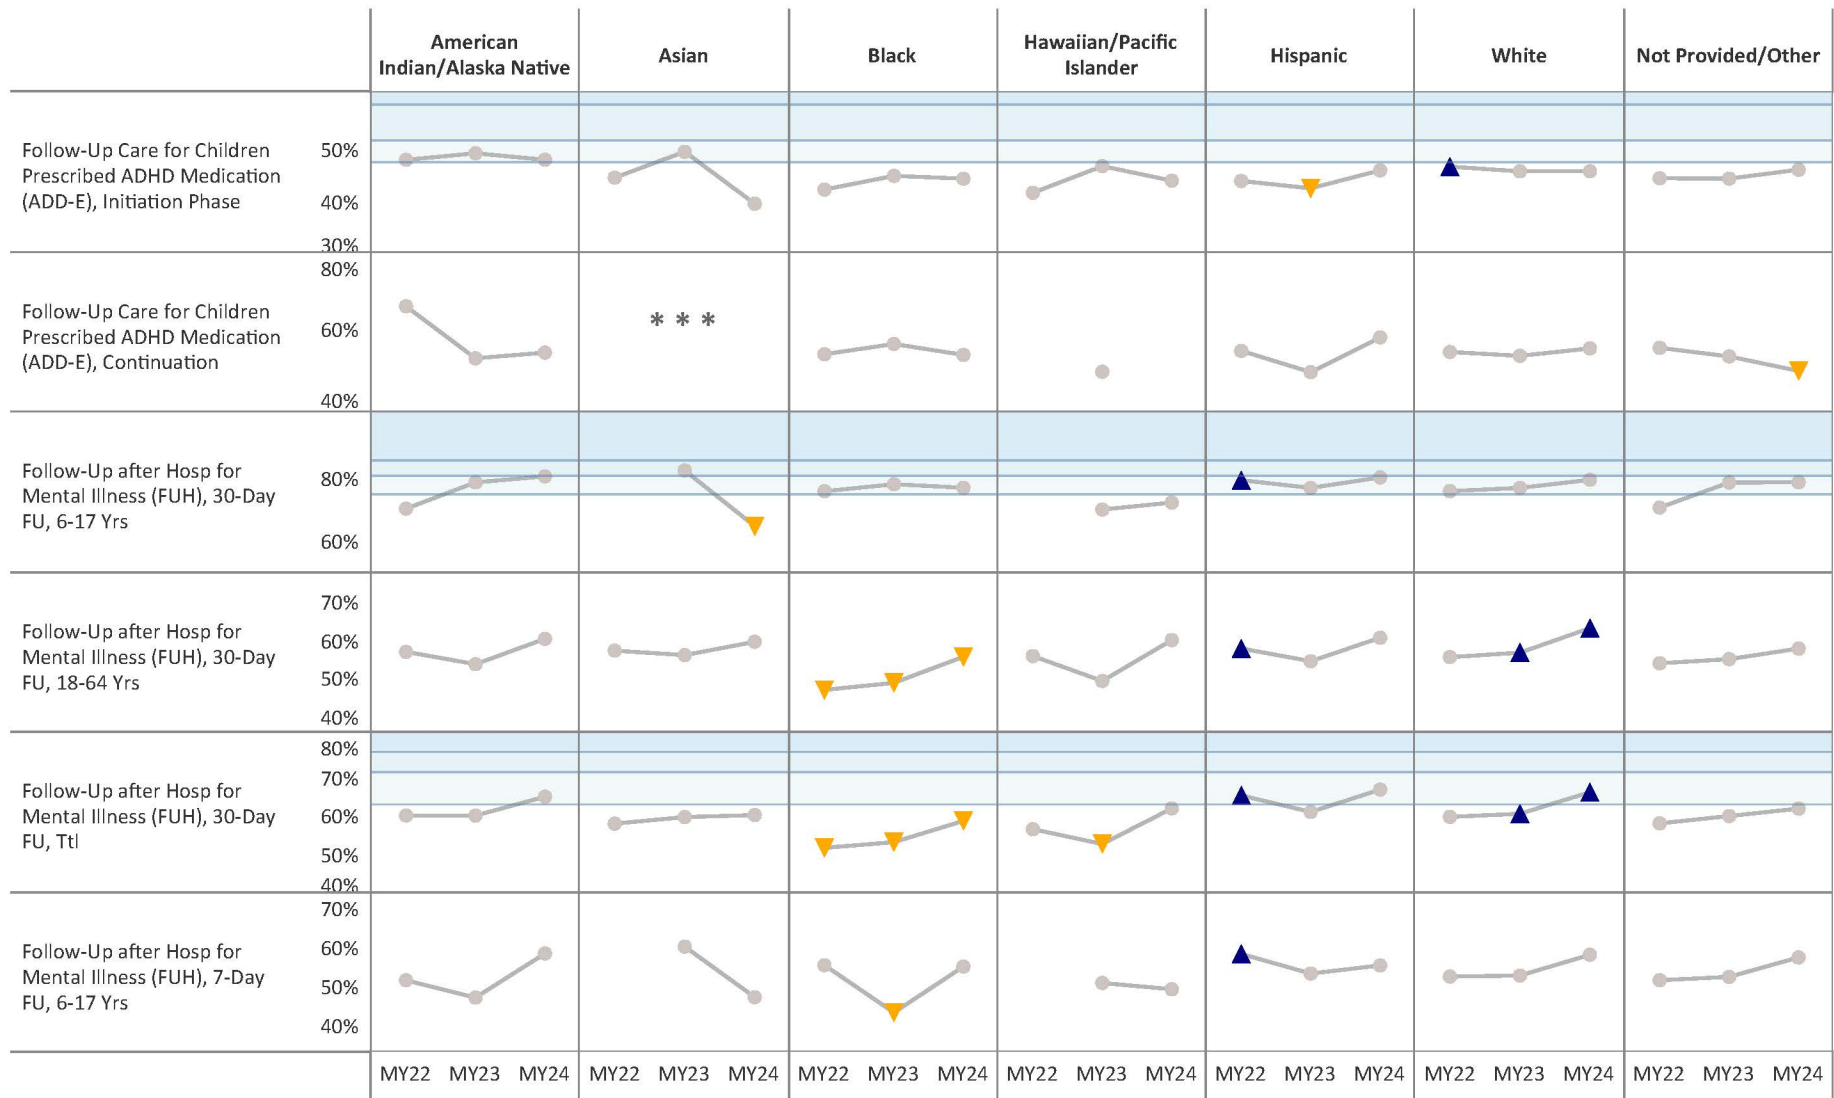 American
Indian/Alaska Native
Asian
Black
Hawaiian/Pacific
Islander
Hispanic
White
Not Provided/Other
Follow-Up Care for Children
Prescribed ADHD Medication
(ADD-E), Initiation Phase
50%
40%
30%
Follow-Up Care for Children
Prescribed ADHD Medication
(ADD-E), Continuation
80%
60%
40%
* * *
Follow-Up after Hosp for
Mental Illness (FUH), 30-Day
FU, 6-17 Yrs
80%
60%
Follow-Up after Hosp for
Mental Illness (FUH), 30-Day
FU, 18-64 Yrs
70%
60%
50%
40%
Follow-Up after Hosp for
Mental Illness (FUH), 30-Day
FU, Ttl
80%
70%
60%
50%
40%
Follow-Up after Hosp for
Mental Illness (FUH), 7-Day
FU, 6-17 Yrs
70%
60%
50%
40%
MY22 MY23 MY24 MY22 MY23 MY24 MY22 MY23 MY24 MY22 MY23 MY24 MY22 MY23 MY24 MY22 MY23 MY24 MY22 MY23 MY24